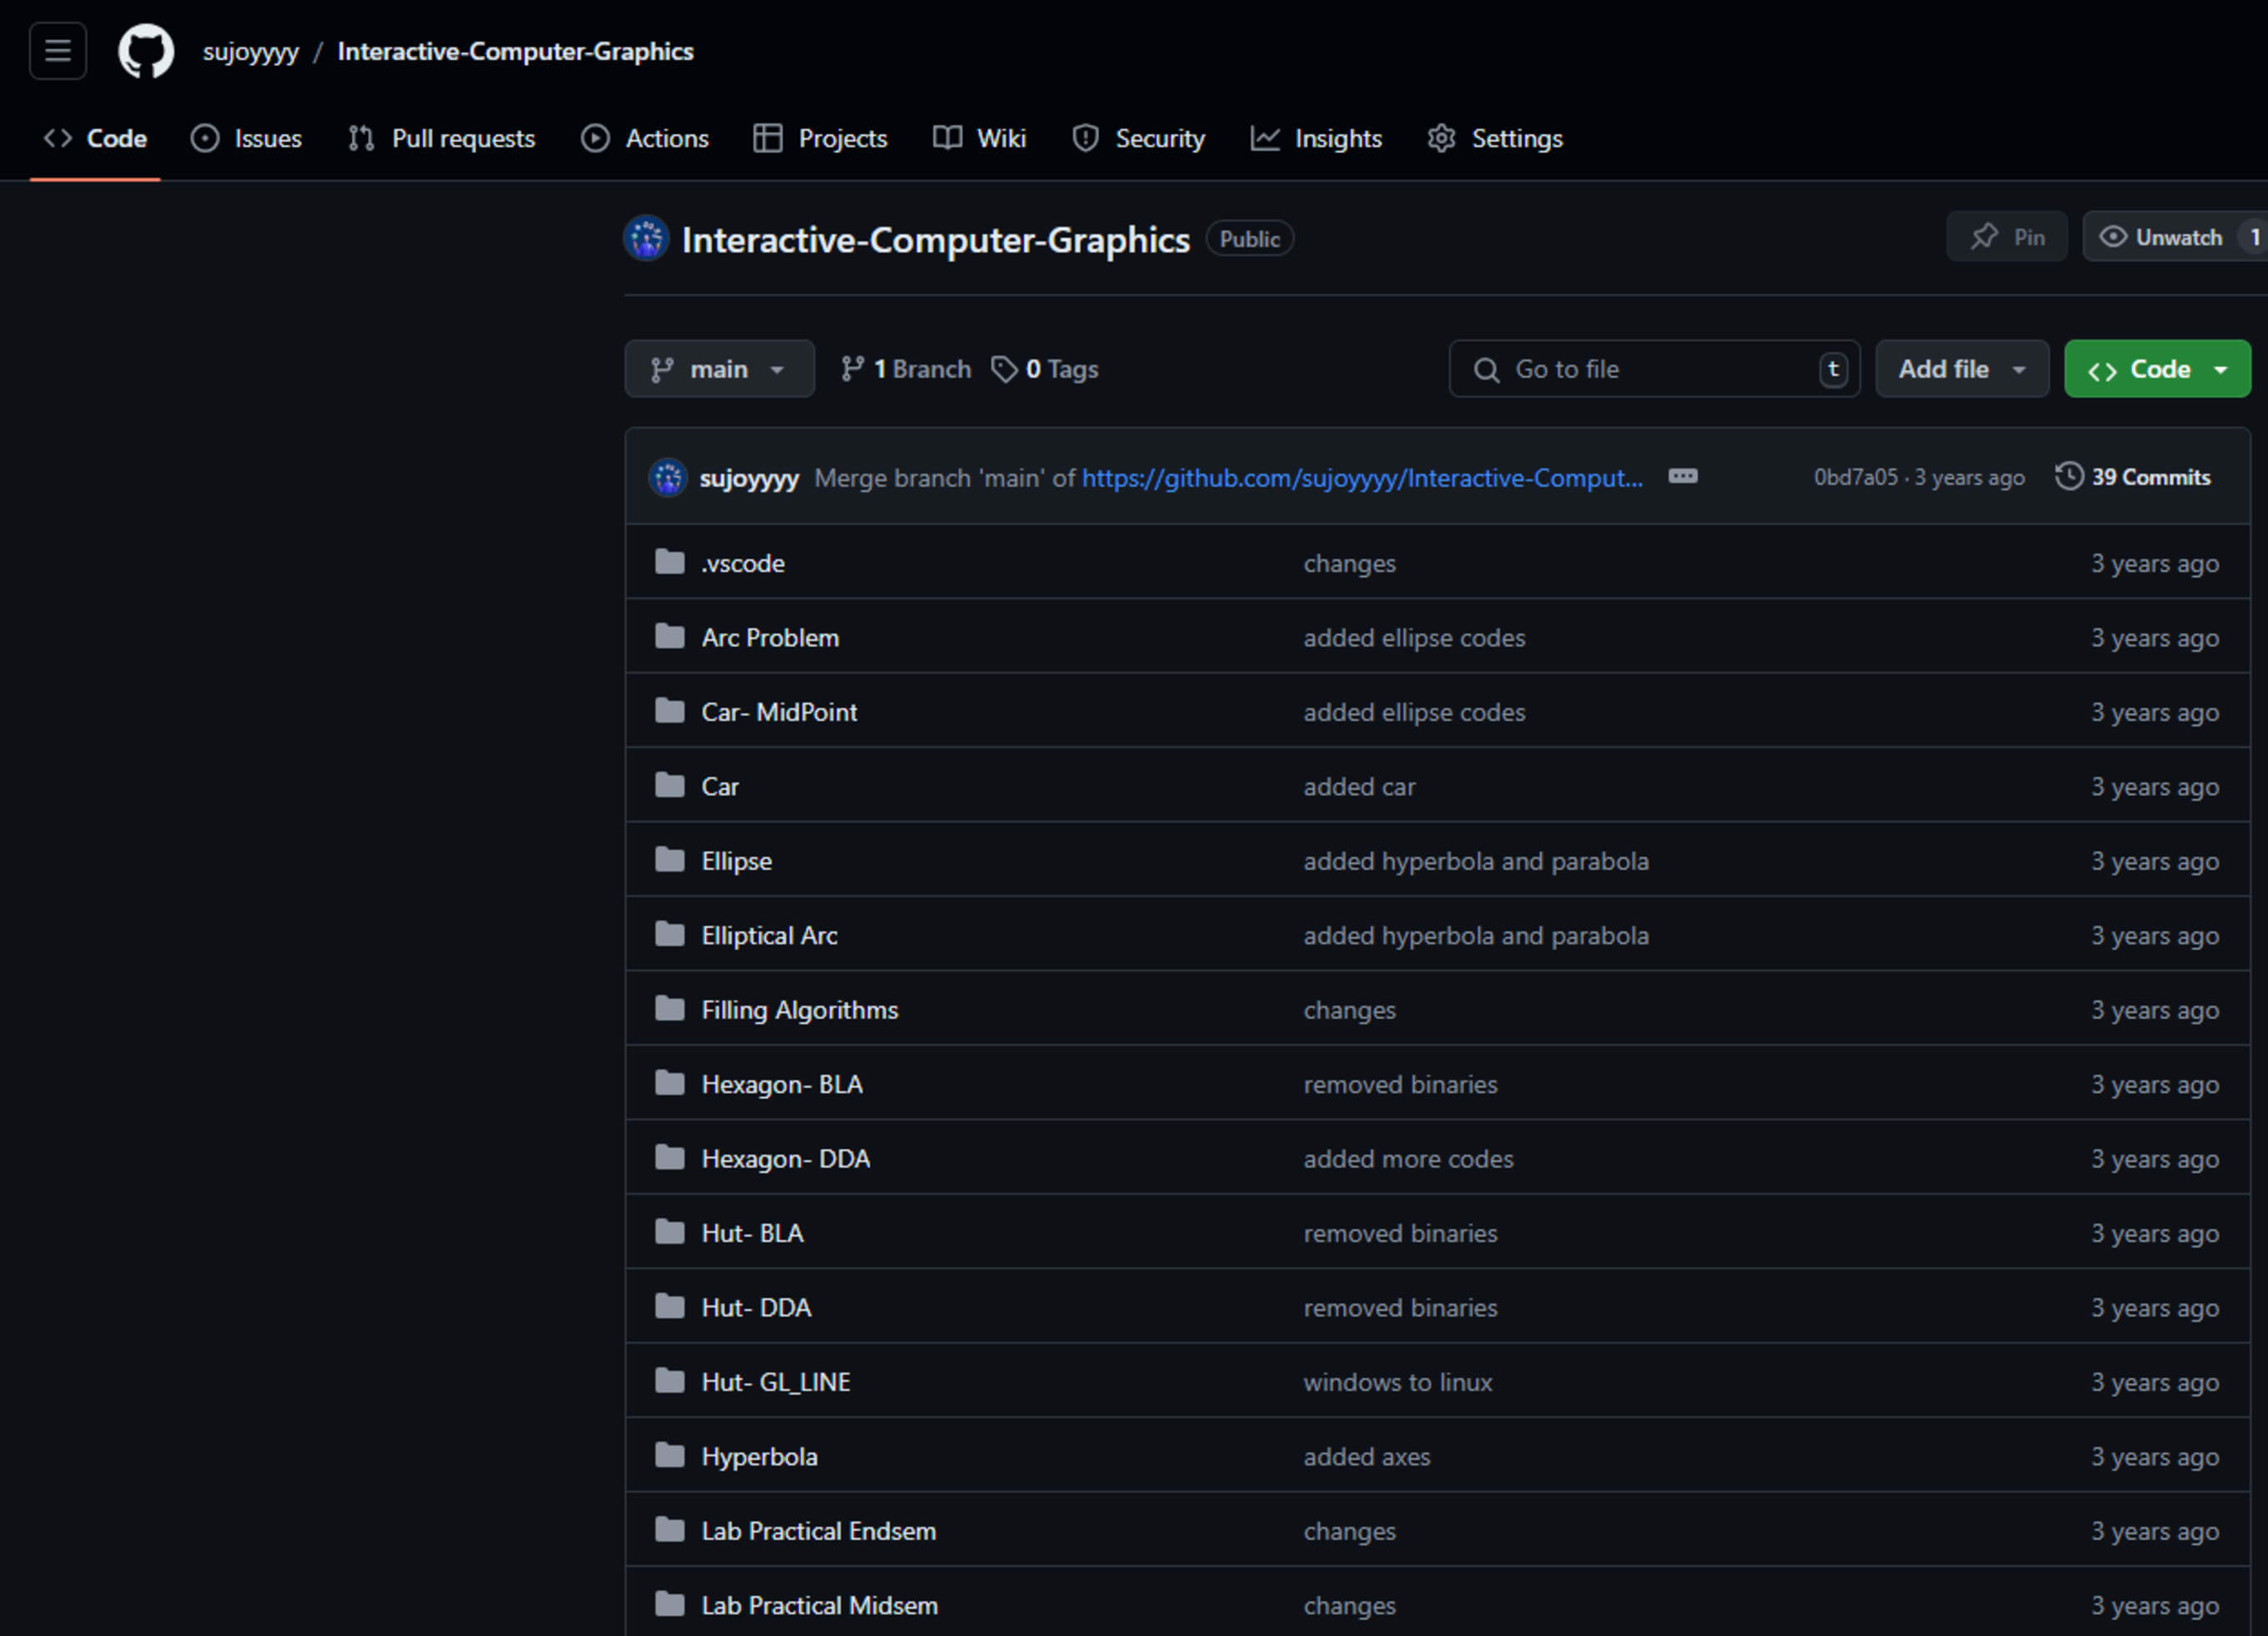 sujoyyyy / Interactive-Computer-Graphics
Code Issues Pull requests Actions Projects Wiki Security Insights Settings
Interactive-Computer-Graphics Public Pin Unwatch 1
main 1 Branch 0 Tags Go to file t Add file Code
sujoyyyy Merge branch 'main' of https://github.com/sujoyyyy/Interactive-Comput... 0bd7a05 · 3 years ago 39 Commits
.vscode changes 3 years ago
Arc Problem added ellipse codes 3 years ago
Car- MidPoint added ellipse codes 3 years ago
Car added car 3 years ago
Ellipse added hyperbola and parabola 3 years ago
Elliptical Arc added hyperbola and parabola 3 years ago
Filling Algorithms changes 3 years ago
Hexagon- BLA removed binaries 3 years ago
Hexagon- DDA added more codes 3 years ago
Hut- BLA removed binaries 3 years ago
Hut- DDA removed binaries 3 years ago
Hut- GL_LINE windows to linux 3 years ago
Hyperbola added axes 3 years ago
Lab Practical Endsem changes 3 years ago
Lab Practical Midsem changes 3 years ago